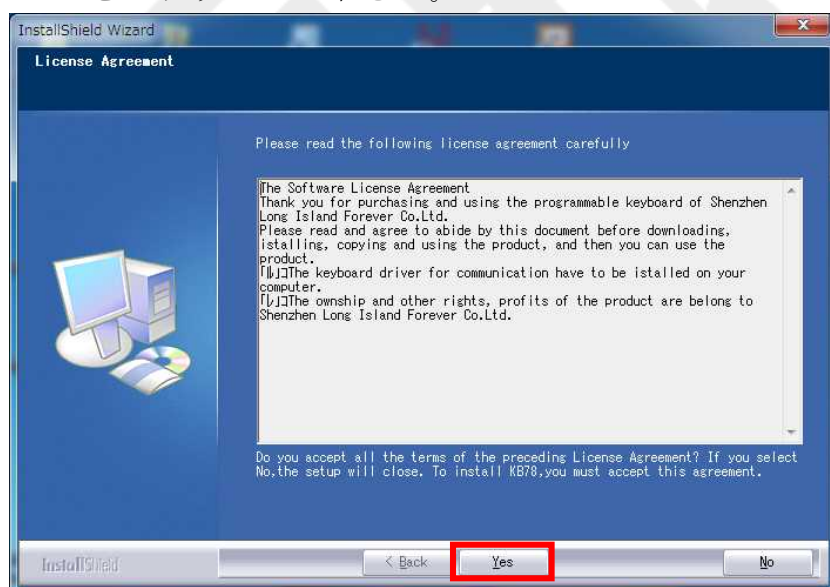 InstallShield Wizard
License Agreement
Please read the following license agreement carefully
The Software License Agreement
Thank you for purchasing and using the programmable keyboard of Shenzhen
Long Island Forever Co.Ltd.
Please read and agree to abide by this document before downloading,
istalling, copying and using the product, and then you can use the
product.
The keyboard driver for communication have to be istalled on your
computer.
The ownship and other rights, profits of the product are belong to
Shenzhen Long Island Forever Co.Ltd.
Do you accept all the terms of the preceding License Agreement? If you select
No,the setup will close. To install KB78,you must accept this agreement.
InstallShield
< Back
Yes
No